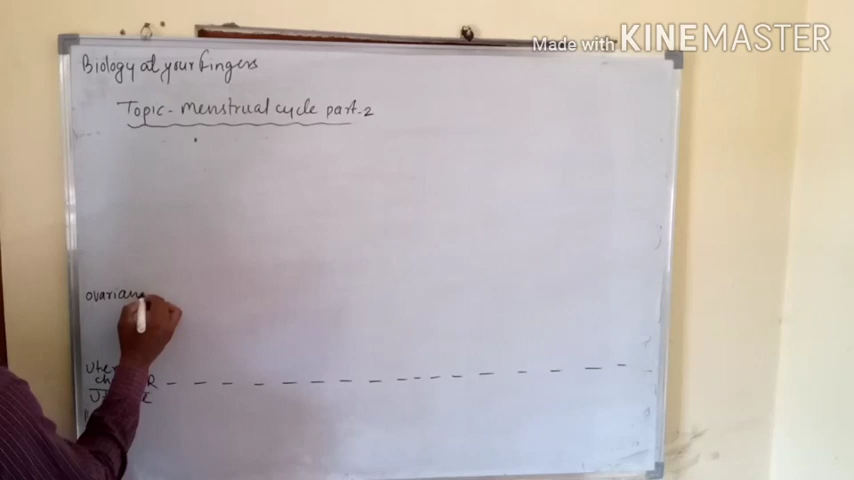 Made with KINEMASTER
Biology at your fingers
Topic - menstrual cycle part-2
ovarian